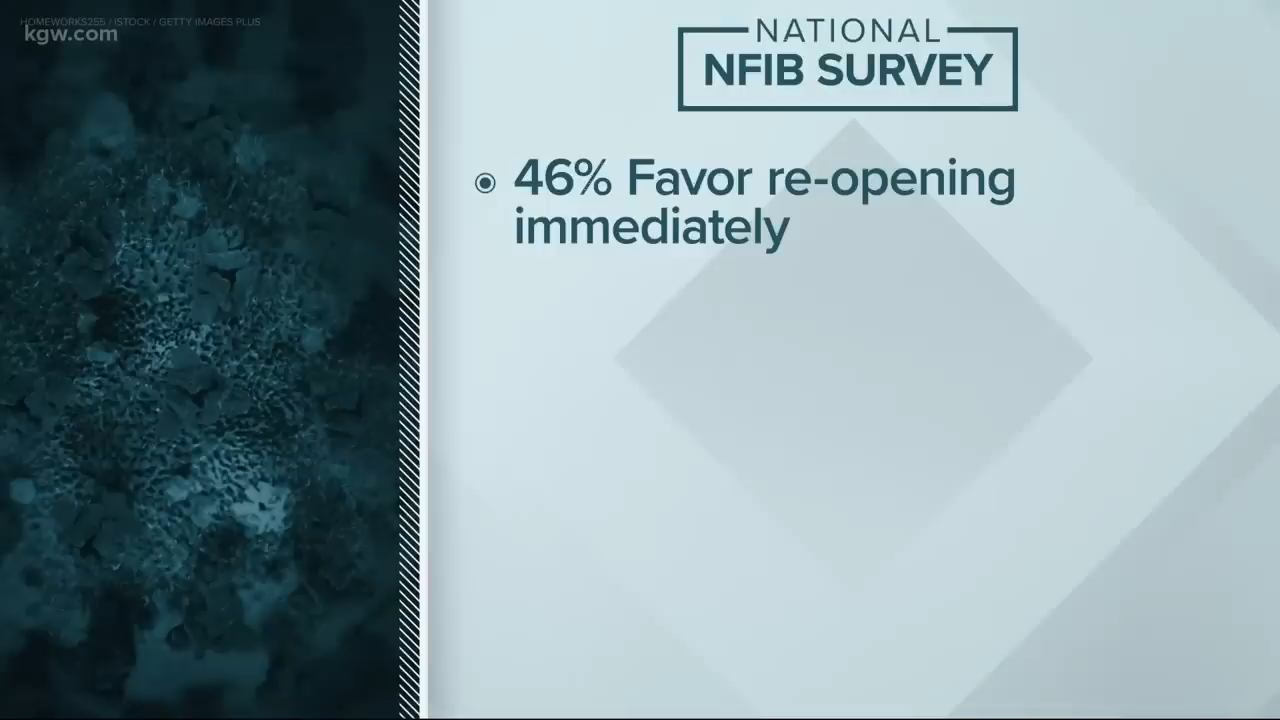 HOMEWORKS255 / ISTOCK / GETTY IMAGES PLUS
kgw.com
NATIONAL
NFIB SURVEY
46% Favor re-opening
immediately